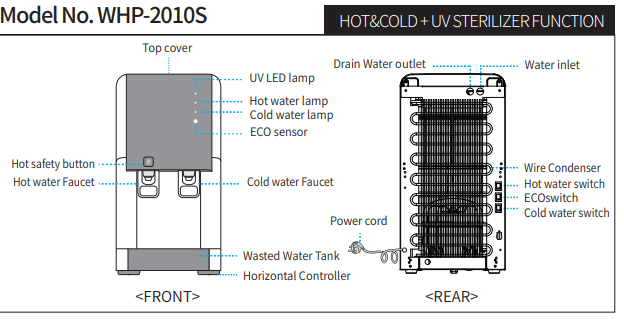 Model No. WHP-2010S
HOT&COLD + UV STERILIZER FUNCTION
Top cover
UV LED lamp
Hot water lamp
Cold water lamp
ECO sensor
Hot safety button
Hot water Faucet
Cold water Faucet
Wasted Water Tank
Horizontal Controller
<FRONT>
Drain Water outlet
Water inlet
Wire Condenser
Hot water switch
ECOswitch
Cold water switch
Power cord
<REAR>